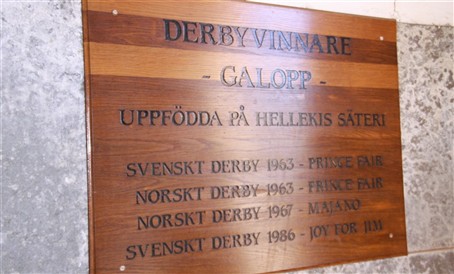 DERBYVINNARE
- GALOPP -
UPPFÖDDA PÅ HELLEKIS SÄTERI
SVENSKT DERBY 1963 - PRINCE FAIR
NORSKT DERBY 1963 - PRINCE FAIR
NORSKT DERBY 1967 - MAJANO
SVENSKT DERBY 1986 - JOY FOR JIM